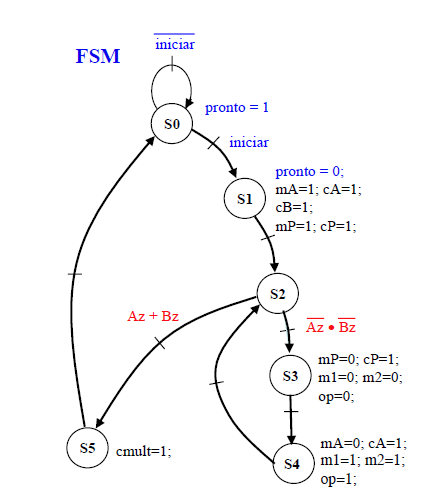 iniciar
FSM
pronto = 1
S0
iniciar
pronto = 0;
mA=1; cA=1;
S1
cB=1;
mP=1; cP=1;
S2
Az + Bz
Az • Bz
mP=0; cP=1;
S3
m1=0; m2=0;
op=0;
mA=0; cA=1;
S5
cmult=1;
S4
m1=1; m2=1;
op=1;